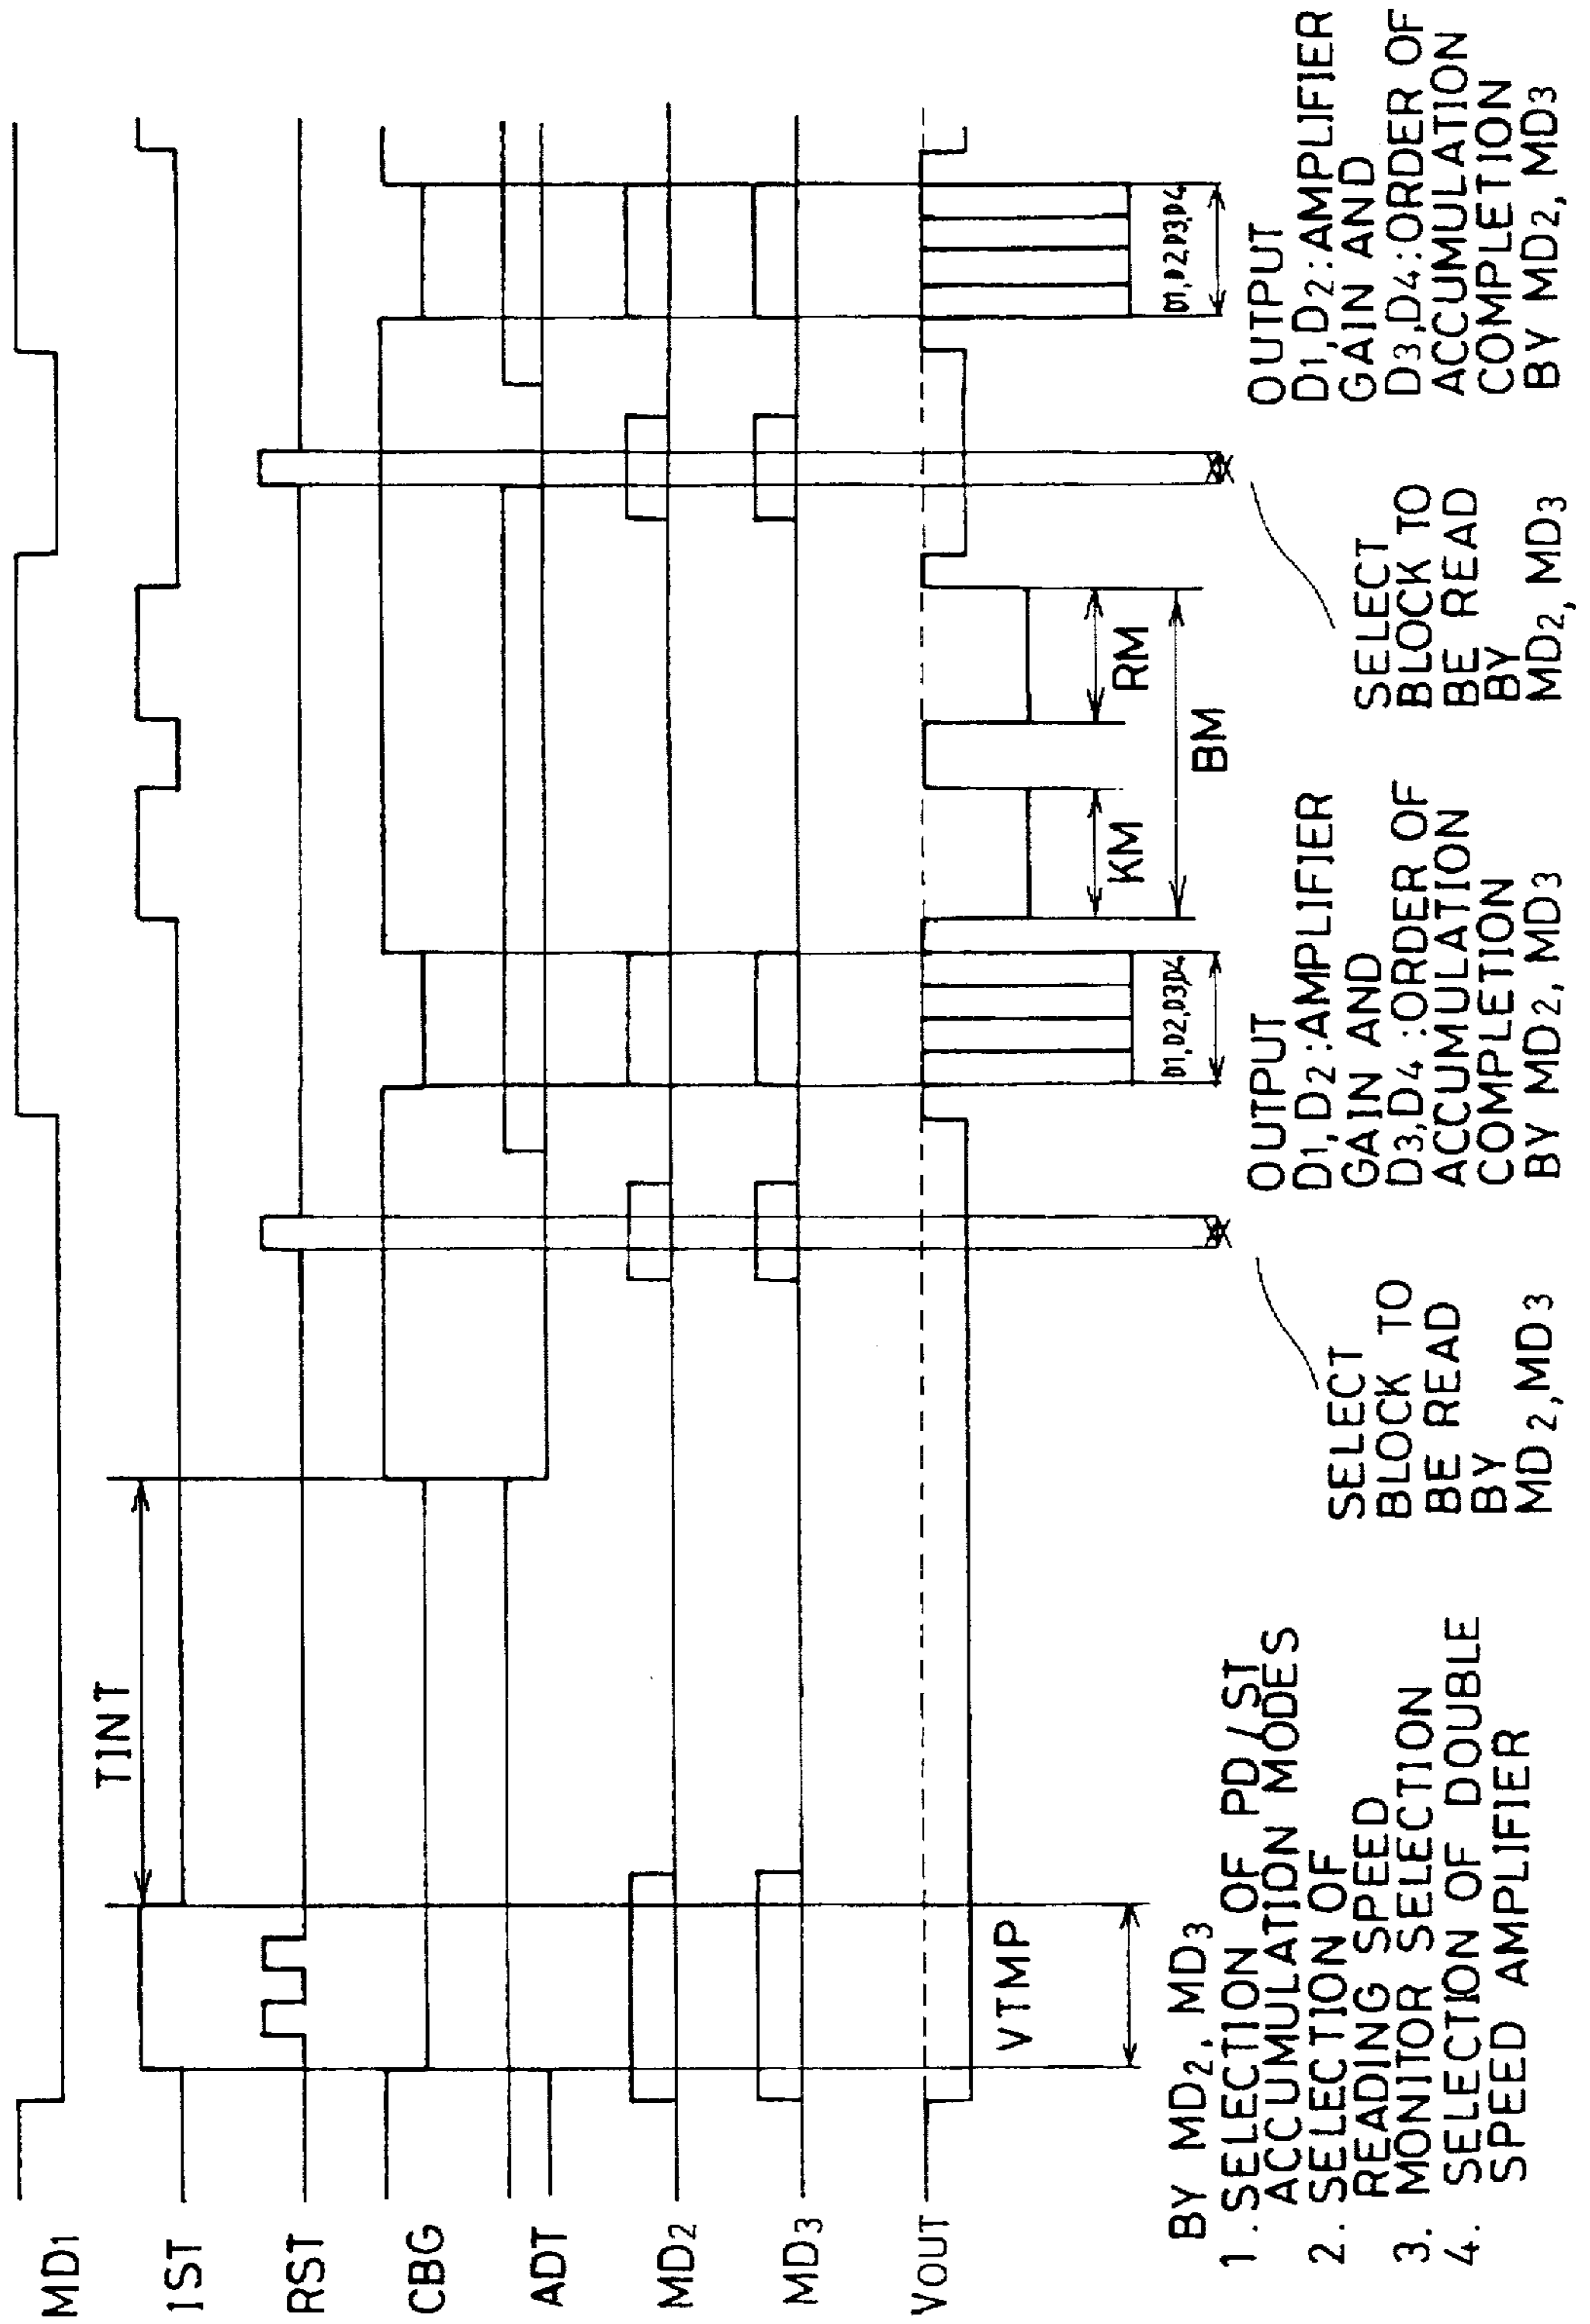 MD1
IST
RST
CBG
ADT
MD2
MD3
VOUT
TINT
VTMP
D1,D2,D3,D4
KM
RM
BM
D1,D2,D3,D4
BY MD2, MD3
1. SELECTION OF PD/ST
ACCUMULATION MODES
2. SELECTION OF
READING SPEED
3. MONITOR SELECTION
4. SELECTION OF DOUBLE
SPEED AMPLIFIER
SELECT
BLOCK TO
BE READ
BY
MD2, MD3
OUTPUT
D1, D2 :AMPLIFIER
GAIN AND
D3,D4 :ORDER OF
ACCUMULATION
COMPLETION
BY MD2, MD3
SELECT
BLOCK TO
BE READ
BY
MD2, MD3
OUTPUT
D1,D2:AMPLIFIER
GAIN AND
D3,D4:ORDER OF
ACCUMULATION
COMPLETION
BY MD2, MD3